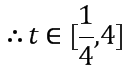 ∴ t ∈ [1/4, 4]